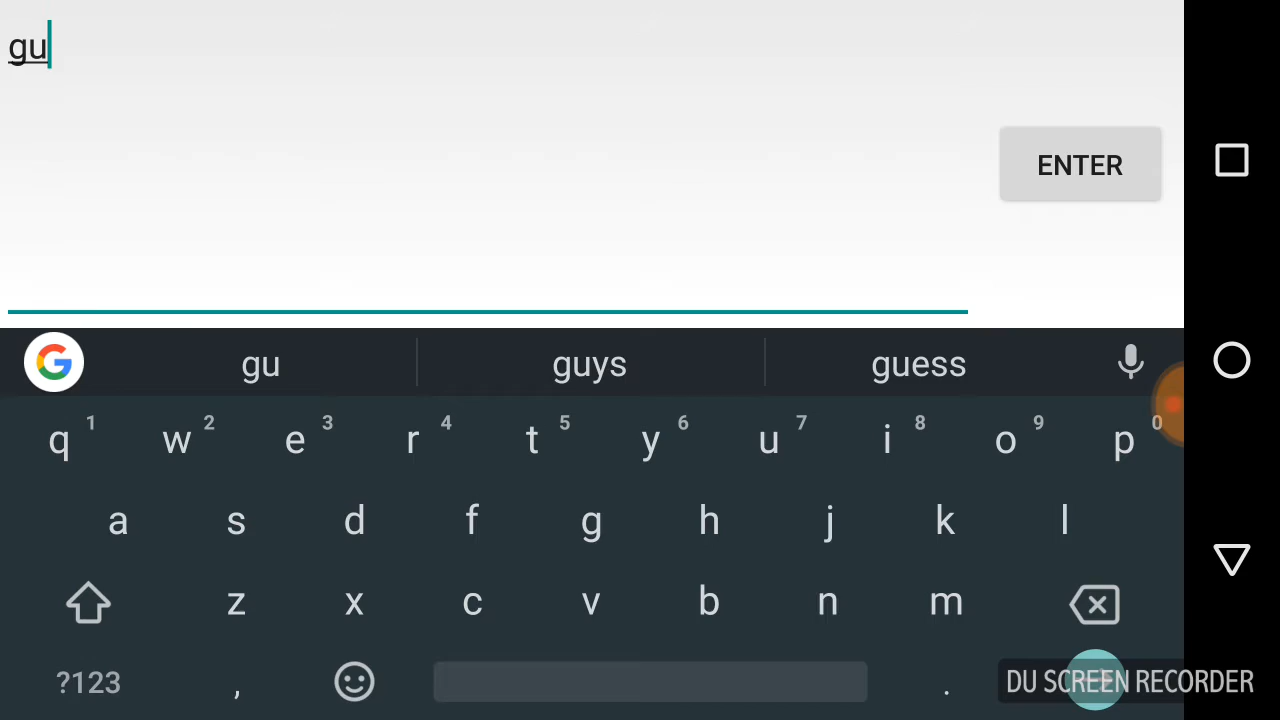 gu
ENTER
G gu guys guess
q 1 w 2 e 3 r 4 t 5 y 6 u 7 i 8 o 9 p 0
a s d f g h j k l
z x c v b n m
?123 , . DU SCREEN RECORDER